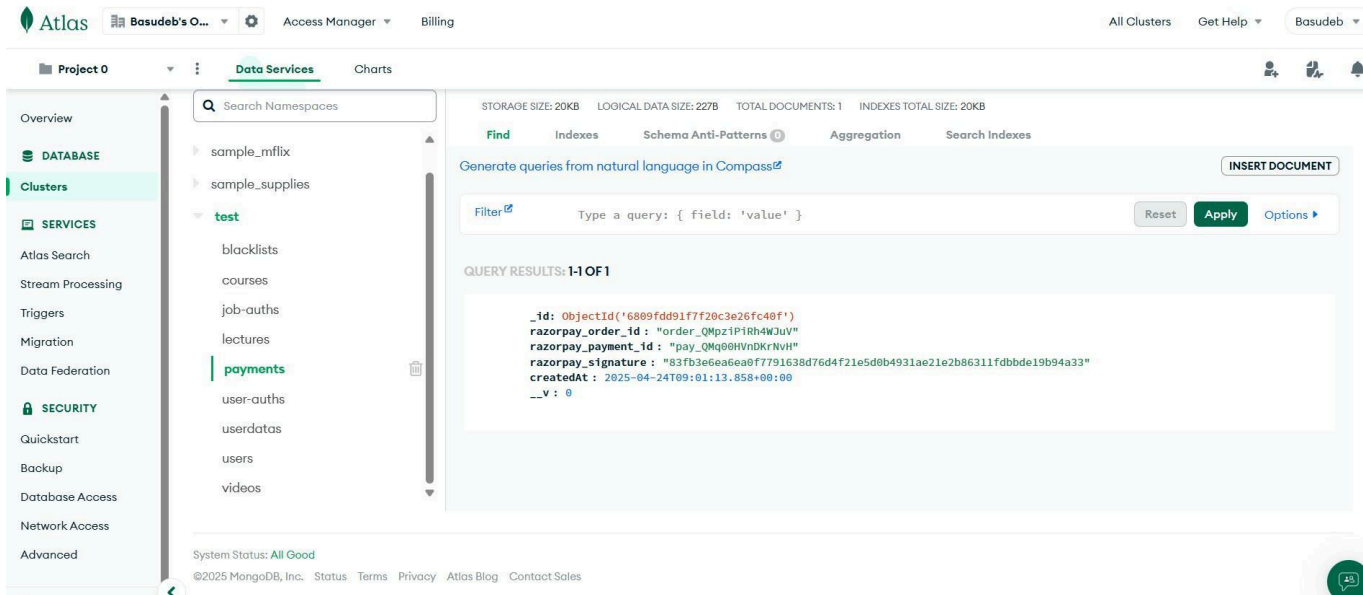 Atlas Basudeb's O... Access Manager Billing All Clusters Get Help Basudeb
Project 0 Data Services Charts
Overview
DATABASE
Clusters
SERVICES
Atlas Search
Stream Processing
Triggers
Migration
Data Federation
SECURITY
Quickstart
Backup
Database Access
Network Access
Advanced
Search Namespaces
sample_mflix
sample_supplies
test
blacklists
courses
job-auths
lectures
payments
user-auths
userdatas
users
videos
STORAGE SIZE: 20KB LOGICAL DATA SIZE: 227B TOTAL DOCUMENTS: 1 INDEXES TOTAL SIZE: 20KB
Find Indexes Schema Anti-Patterns 0 Aggregation Search Indexes
Generate queries from natural language in Compass INSERT DOCUMENT
Filter Type a query: { field: 'value' } Reset Apply Options
QUERY RESULTS: 1-1 OF 1
_id: ObjectId('6809fdd91f7f20c3e26fc40f')
razorpay_order_id : "order_QMpziPiRh4WJuV"
razorpay_payment_id : "pay_QMq00HVnDKrNvH"
razorpay_signature : "83fb3e6ea6ea0f7791638d76d4f21e5d0b4931ae21e2b86311fdbbde19b94a33"
createdAt : 2025-04-24T09:01:13.858+00:00
__v : 0
System Status: All Good
©2025 MongoDB, Inc. Status Terms Privacy Atlas Blog Contact Sales